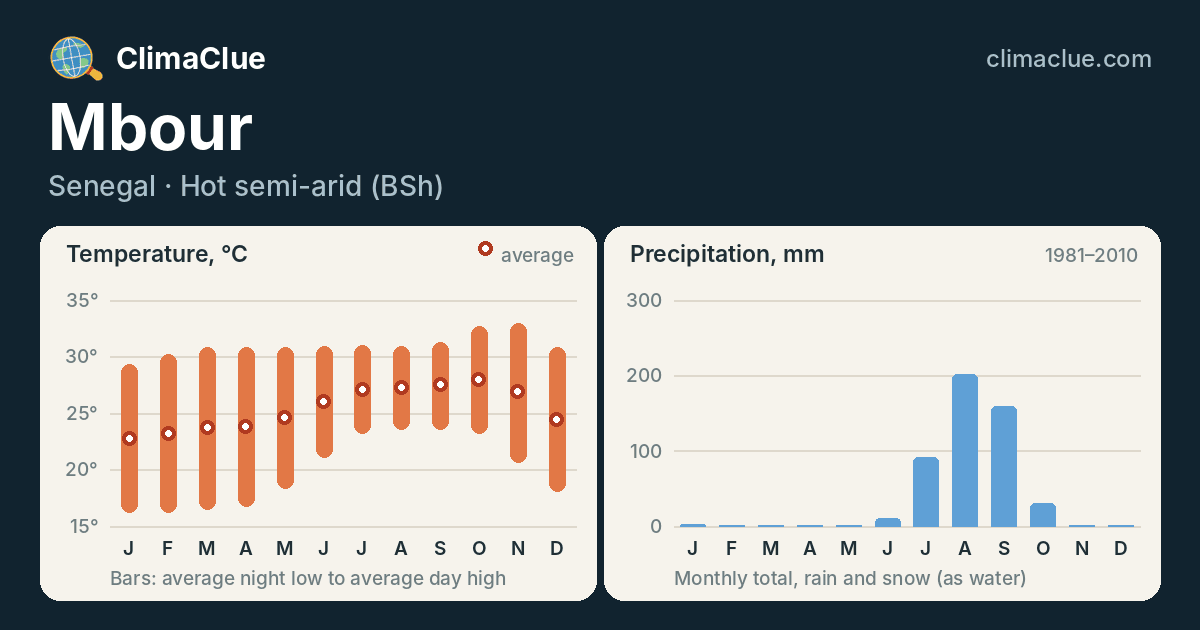 ClimaClue
climaclue.com
Mbour
Senegal · Hot semi-arid (BSh)
Temperature, °C
average
35°
30°
25°
20°
15°
J F M A M J J A S O N D
Bars: average night low to average day high
Precipitation, mm
1981–2010
300
200
100
0
J F M A M J J A S O N D
Monthly total, rain and snow (as water)